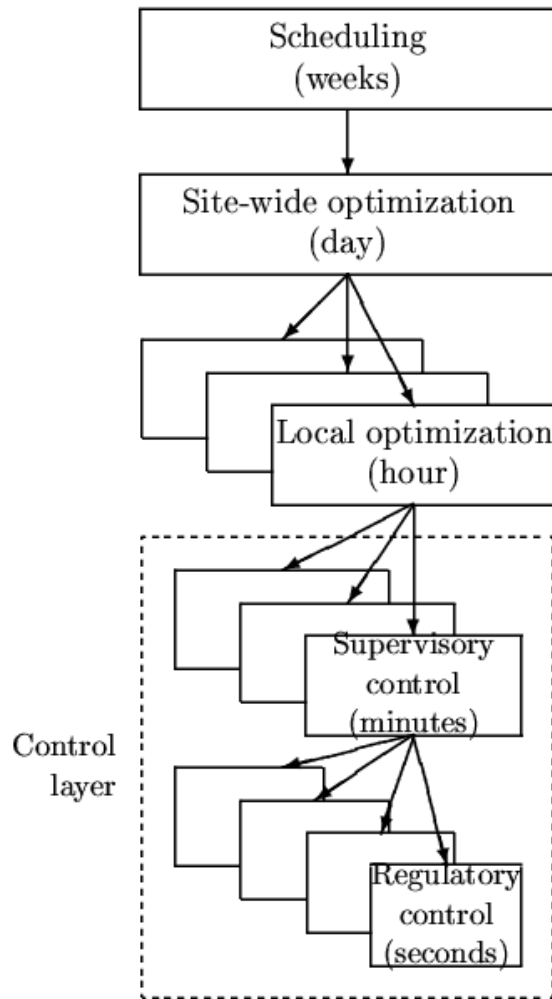 Scheduling
(weeks)
Site-wide optimization
(day)
Local optimization
(hour)
Supervisory
control
(minutes)
Control
layer
Regulatory
control
(seconds)